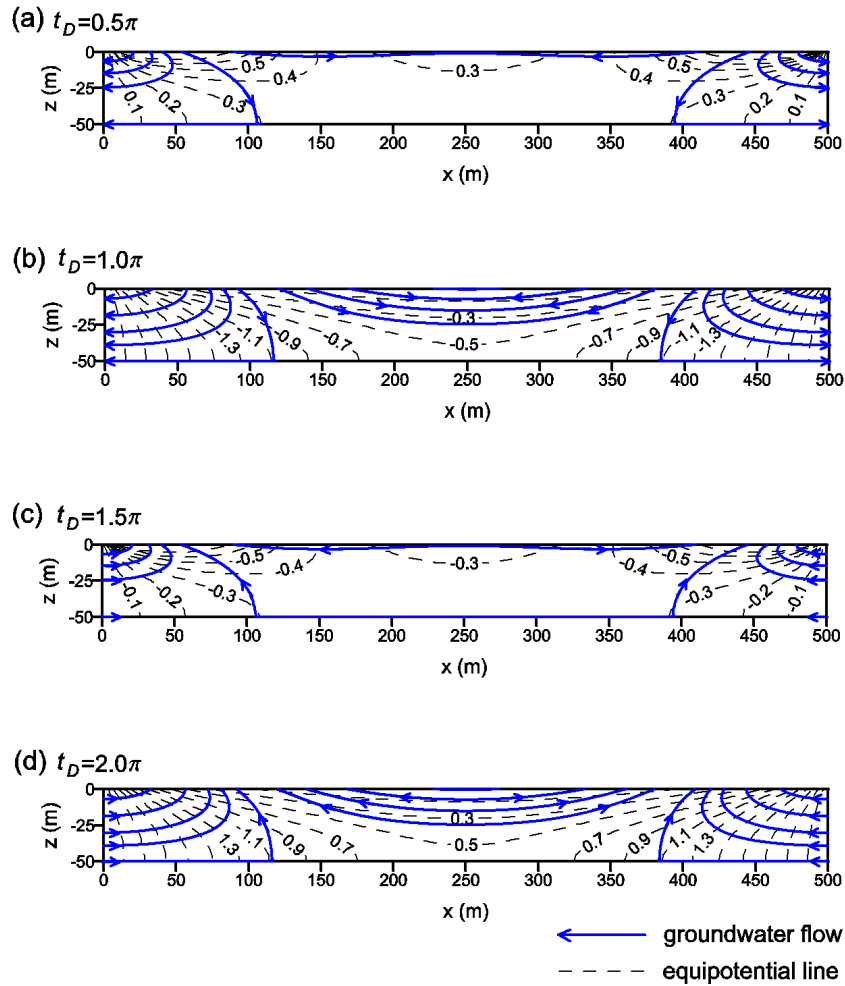 (a) t_D=0.5π
0
-25
-50
z (m)
0.1 0.2 0.3 0.5 0.4 0.3 0.5 0.4 0.3 0.2 0.1
0 50 100 150 200 250 300 350 400 450 500
x (m)
(b) t_D=1.0π
0
-25
-50
z (m)
-1.3 -1.1 -0.9 -0.7 -0.3 -0.5 -0.7 -0.9 -1.1 -1.3
0 50 100 150 200 250 300 350 400 450 500
x (m)
(c) t_D=1.5π
0
-25
-50
z (m)
-0.1 -0.2 -0.3 -0.5 -0.4 -0.3 -0.5 -0.4 -0.3 -0.2 -0.1
0 50 100 150 200 250 300 350 400 450 500
x (m)
(d) t_D=2.0π
0
-25
-50
z (m)
1.3 -1.1 0.9 0.7 0.3 0.5 0.7 0.9 1.1 1.3
0 50 100 150 200 250 300 350 400 450 500
x (m)
groundwater flow
equipotential line